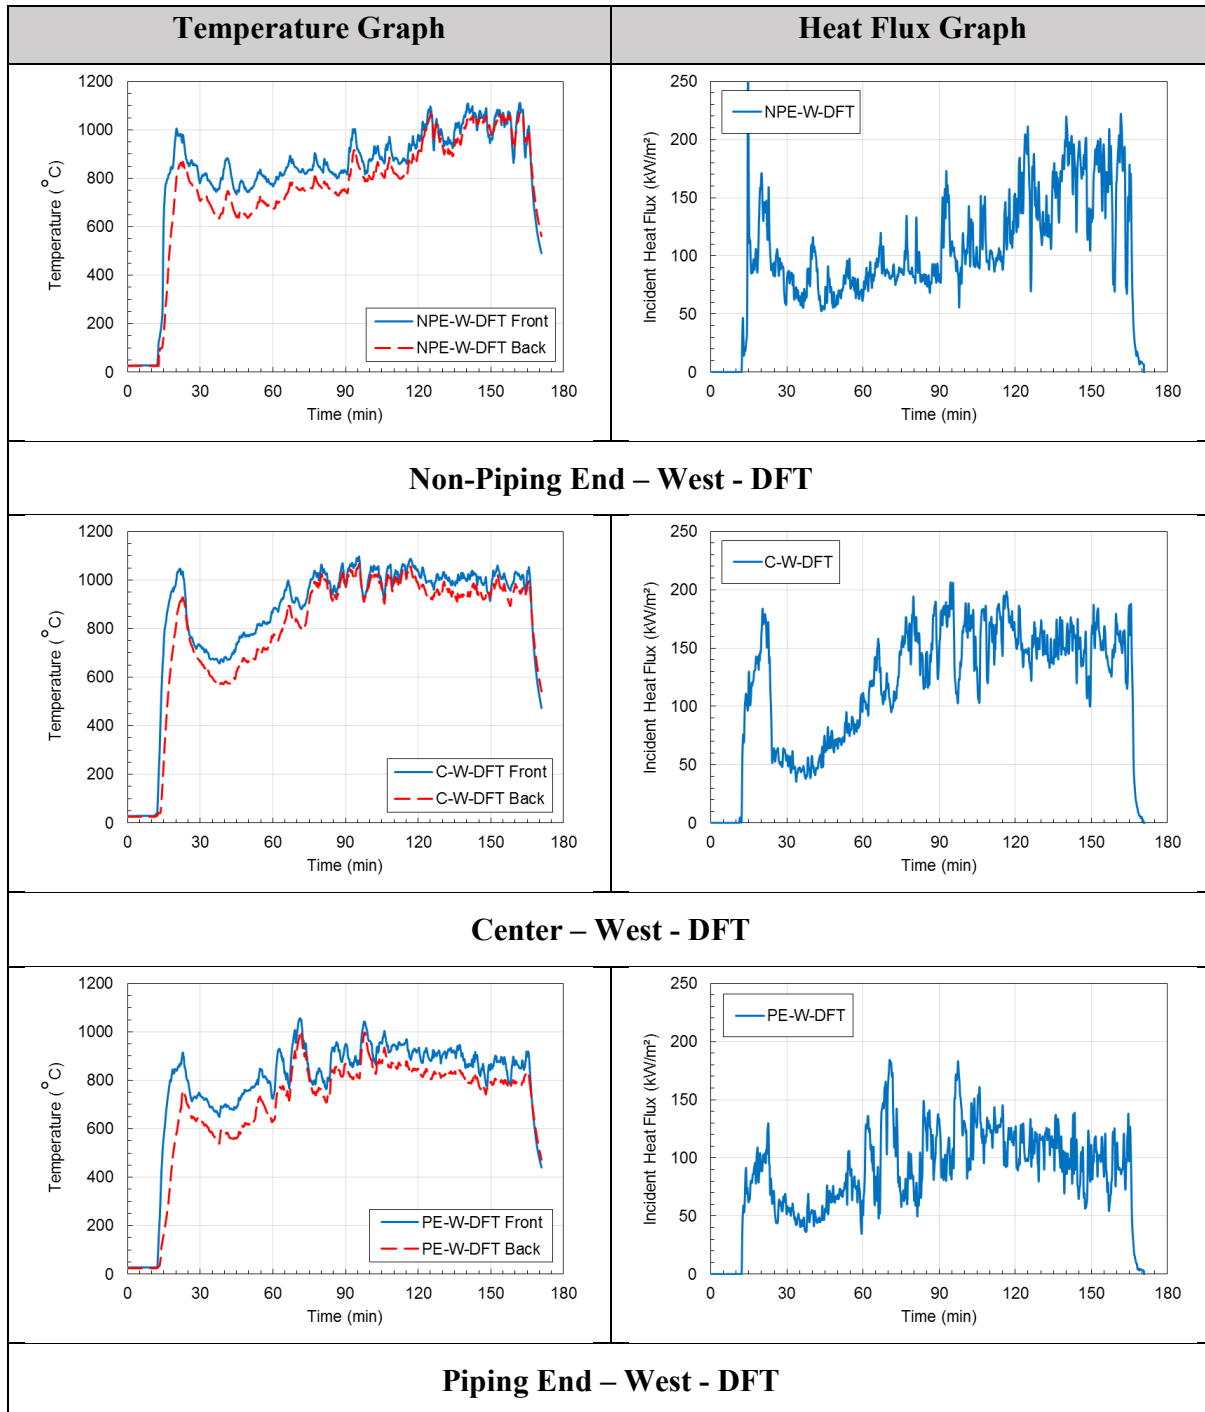 Temperature Graph
Heat Flux Graph
1200
1000
800
600
400
200
0
Temperature (°C)
NPE-W-DFT Front
NPE-W-DFT Back
0 30 60 90 120 150 180
Time (min)
250
200
150
100
50
0
Incident Heat Flux (kW/m²)
NPE-W-DFT
0 30 60 90 120 150 180
Time (min)
Non-Piping End – West - DFT
1200
1000
800
600
400
200
0
Temperature (°C)
C-W-DFT Front
C-W-DFT Back
0 30 60 90 120 150 180
Time (min)
250
200
150
100
50
0
Incident Heat Flux (kW/m²)
C-W-DFT
0 30 60 90 120 150 180
Time (min)
Center – West - DFT
1200
1000
800
600
400
200
0
Temperature (°C)
PE-W-DFT Front
PE-W-DFT Back
0 30 60 90 120 150 180
Time (min)
250
200
150
100
50
0
Incident Heat Flux (kW/m²)
PE-W-DFT
0 30 60 90 120 150 180
Time (min)
Piping End – West - DFT